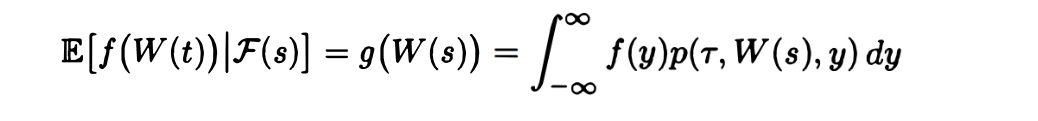 𝔼[f(W(t))|ℱ(s)] = g(W(s)) = ∫_{-∞}^{∞} f(y)p(τ, W(s), y) dy